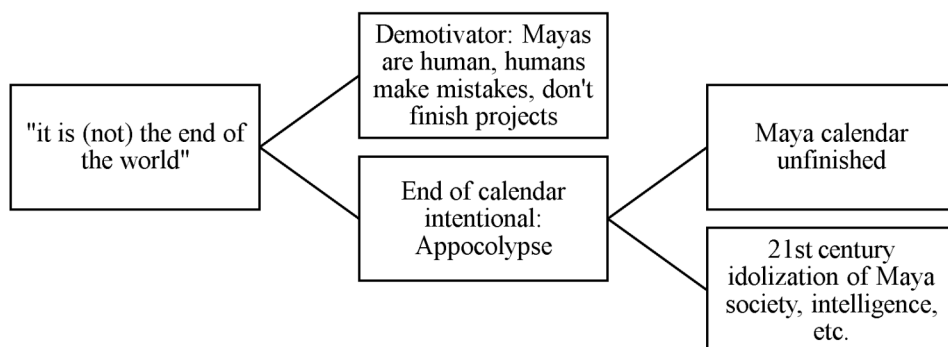 "it is (not) the end of
the world"
Demotivator: Mayas
are human, humans
make mistakes, don't
finish projects
End of calendar
intentional:
Appocolypse
Maya calendar
unfinished
21st century
idolization of Maya
society, intelligence,
etc.